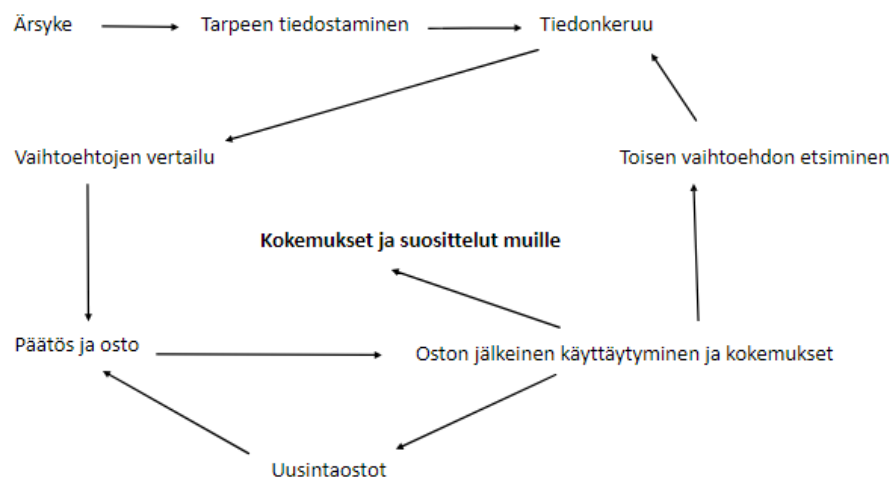 Ärsyke
Tarpeen tiedostaminen
Tiedonkeruu
Vaihtoehtojen vertailu
Toisen vaihtoehdon etsiminen
Kokemukset ja suosittelut muille
Päätös ja osto
Oston jälkeinen käyttäytyminen ja kokemukset
Uusintaostot